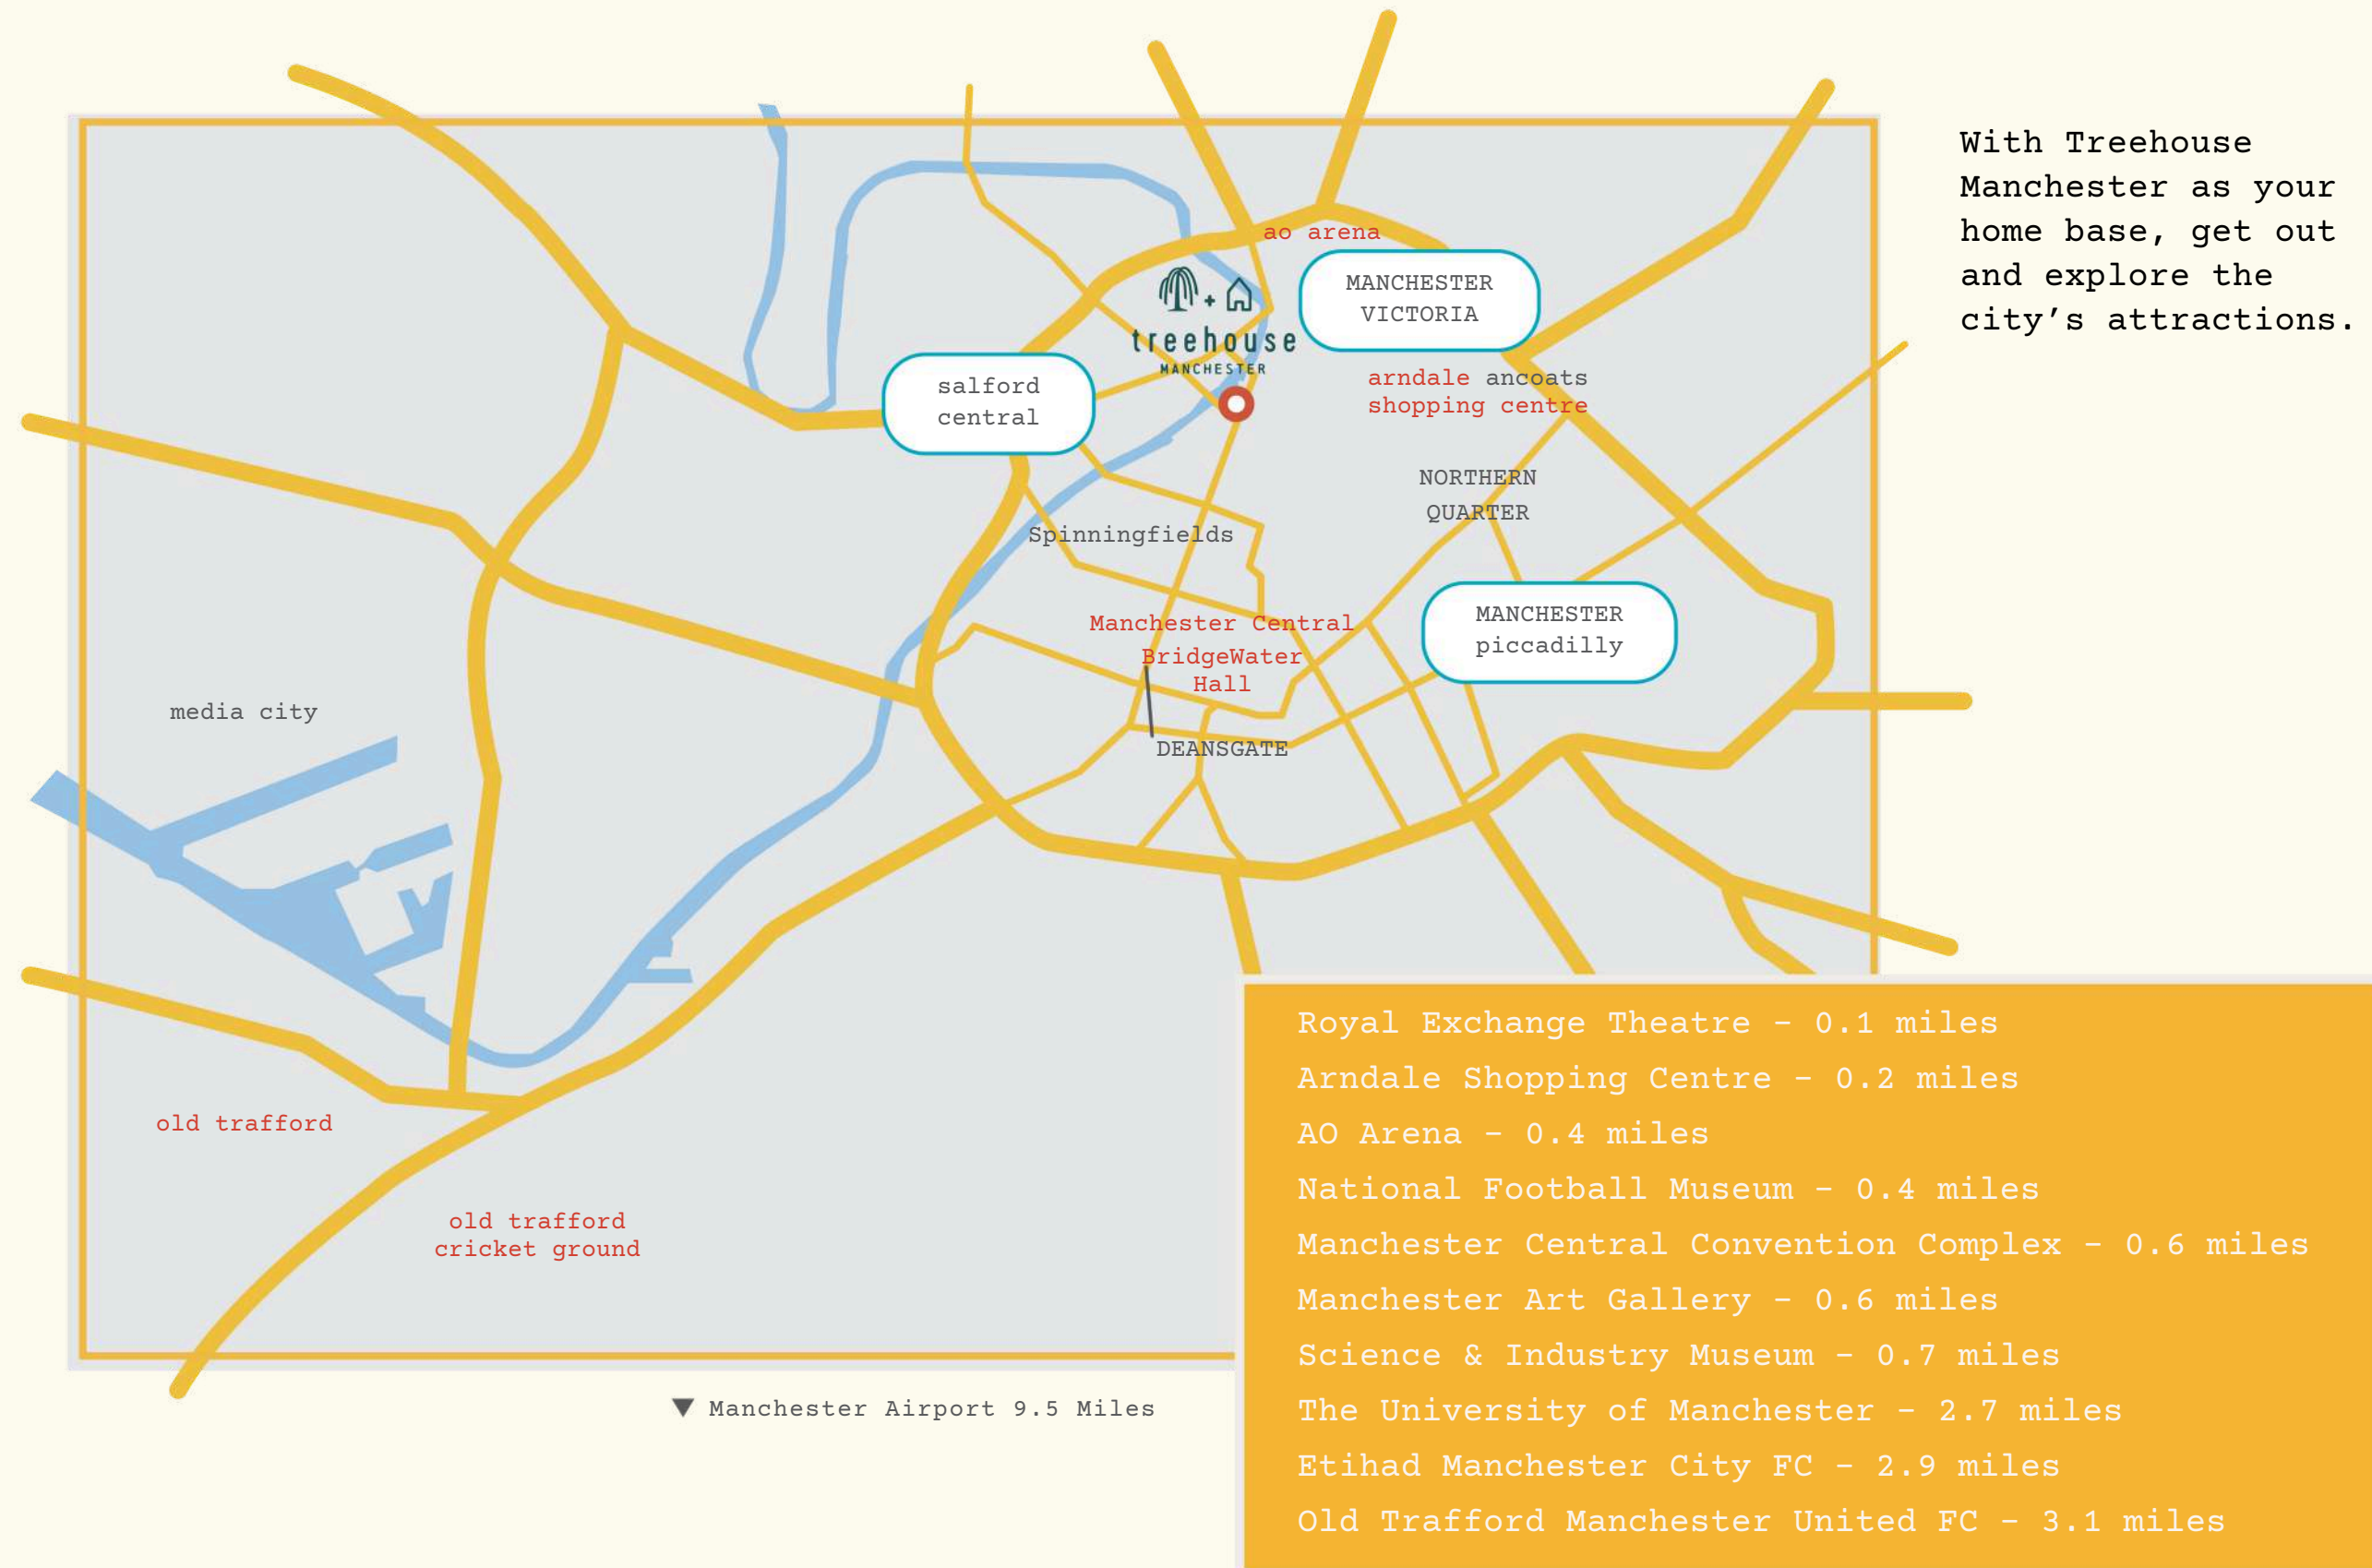 With Treehouse
Manchester as your
home base, get out
and explore the
city’s attractions.
ao arena
MANCHESTER
VICTORIA
treehouse
MANCHESTER
salford
central
arndale ancoats
shopping centre
NORTHERN
QUARTER
Spinningfields
MANCHESTER
piccadilly
Manchester Central
BridgeWater
Hall
DEANSGATE
media city
old trafford
old trafford
cricket ground
▼ Manchester Airport 9.5 Miles
Royal Exchange Theatre – 0.1 miles
Arndale Shopping Centre – 0.2 miles
AO Arena – 0.4 miles
National Football Museum – 0.4 miles
Manchester Central Convention Complex – 0.6 miles
Manchester Art Gallery – 0.6 miles
Science & Industry Museum – 0.7 miles
The University of Manchester – 2.7 miles
Etihad Manchester City FC – 2.9 miles
Old Trafford Manchester United FC – 3.1 miles